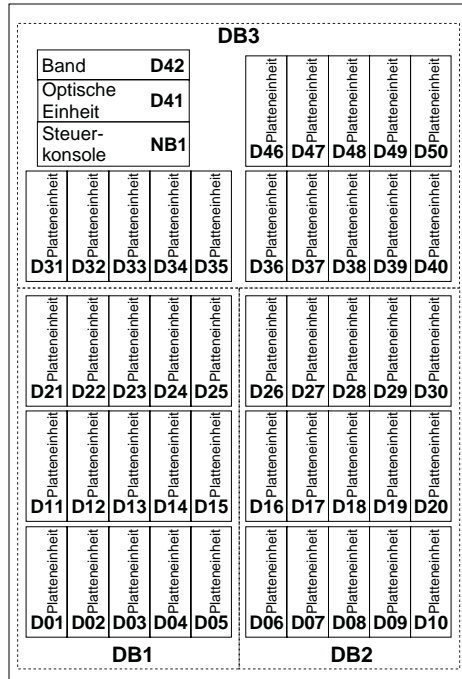 DB3
Band D42
Optische
Einheit D41
Steuer-
konsole NB1
Platteneinheit Platteneinheit Platteneinheit Platteneinheit Platteneinheit
D46 D47 D48 D49 D50
Platteneinheit Platteneinheit Platteneinheit Platteneinheit Platteneinheit
D31 D32 D33 D34 D35
Platteneinheit Platteneinheit Platteneinheit Platteneinheit Platteneinheit
D36 D37 D38 D39 D40
Platteneinheit Platteneinheit Platteneinheit Platteneinheit Platteneinheit
D21 D22 D23 D24 D25
Platteneinheit Platteneinheit Platteneinheit Platteneinheit Platteneinheit
D26 D27 D28 D29 D30
Platteneinheit Platteneinheit Platteneinheit Platteneinheit Platteneinheit
D11 D12 D13 D14 D15
Platteneinheit Platteneinheit Platteneinheit Platteneinheit Platteneinheit
D16 D17 D18 D19 D20
Platteneinheit Platteneinheit Platteneinheit Platteneinheit Platteneinheit
D01 D02 D03 D04 D05
Platteneinheit Platteneinheit Platteneinheit Platteneinheit Platteneinheit
D06 D07 D08 D09 D10
DB1
DB2